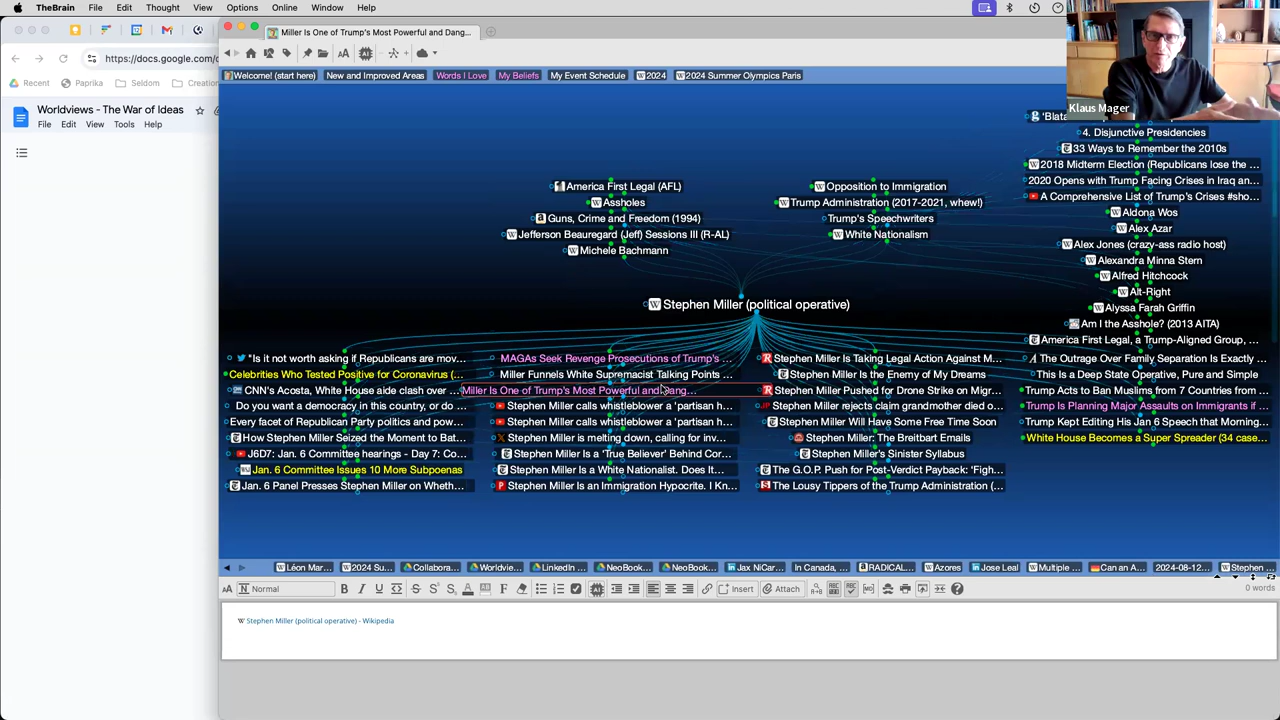 TheBrain File Edit Thought View Options Online Window Help
Miller Is One of Trump's Most Powerful and Dang...
https://docs.google.com/c
Recent Paprika Seldom Creation
Welcome! (start here) New and Improved Areas Words I Love My Beliefs My Event Schedule 2024 2024 Summer Olympics Paris
Worldviews - The War of Ideas
File Edit View Tools Help
Klaus Mager
'Blata
4. Disjunctive Presidencies
33 Ways to Remember the 2010s
2018 Midterm Election (Republicans lose the ...
2020 Opens with Trump Facing Crises in Iraq an...
A Comprehensive List of Trump's Crises #sho...
Aldona Wos
Alex Azar
Alex Jones (crazy-ass radio host)
Alexandra Minna Stern
Alfred Hitchcock
Alt-Right
Alyssa Farah Griffin
Am I the Asshole? (2013 AITA)
America First Legal, a Trump-Aligned Group, ...
America First Legal (AFL)
Assholes
Guns, Crime and Freedom (1994)
Jefferson Beauregard (Jeff) Sessions III (R-AL)
Michele Bachmann
Opposition to Immigration
Trump Administration (2017-2021, whew!)
Trump's Speechwriters
White Nationalism
Stephen Miller (political operative)
"Is it not worth asking if Republicans are mov...
Celebrities Who Tested Positive for Coronavirus (...
CNN's Acosta, White House aide clash over ...
Do you want a democracy in this country, or do ...
Every facet of Republican Party politics and pow...
How Stephen Miller Seized the Moment to Bat...
J6D7: Jan. 6 Committee hearings - Day 7: Co...
Jan. 6 Committee Issues 10 More Subpoenas
Jan. 6 Panel Presses Stephen Miller on Wheth...
MAGAs Seek Revenge Prosecutions of Trump's ...
Miller Funnels White Supremacist Talking Points ...
Miller Is One of Trump's Most Powerful and Dang...
Stephen Miller calls whistleblower a 'partisan h...
Stephen Miller calls whistleblower a 'partisan h...
Stephen Miller is melting down, calling for inv...
Stephen Miller Is a 'True Believer' Behind Cor...
Stephen Miller Is a White Nationalist. Does It...
Stephen Miller Is an Immigration Hypocrite. I Kn...
Stephen Miller Is Taking Legal Action Against M...
Stephen Miller Is the Enemy of My Dreams
Stephen Miller Pushed for Drone Strike on Migr...
Stephen Miller rejects claim grandmother died o...
Stephen Miller Will Have Some Free Time Soon
Stephen Miller: The Breitbart Emails
Stephen Miller's Sinister Syllabus
The G.O.P. Push for Post-Verdict Payback: 'Figh...
The Lousy Tippers of the Trump Administration (...
The Outrage Over Family Separation Is Exactly ...
This Is a Deep State Operative, Pure and Simple
Trump Acts to Ban Muslims from 7 Countries from ...
Trump Is Planning Major Assaults on Immigrants if ...
Trump Kept Editing His Jan 6 Speech that Morning...
White House Becomes a Super Spreader (34 case...
Léon Mar... 2024 Su... Collabora... Worldvie... LinkedIn ... NeoBook... NeoBook... Jax NiCar... In Canada, ... RADICAL... Azores Jose Leal Multiple ... Can an A... 2024-08-12... Stephen ...
Normal B I U S Insert Attach
0 words
Stephen Miller (political operative) - Wikipedia